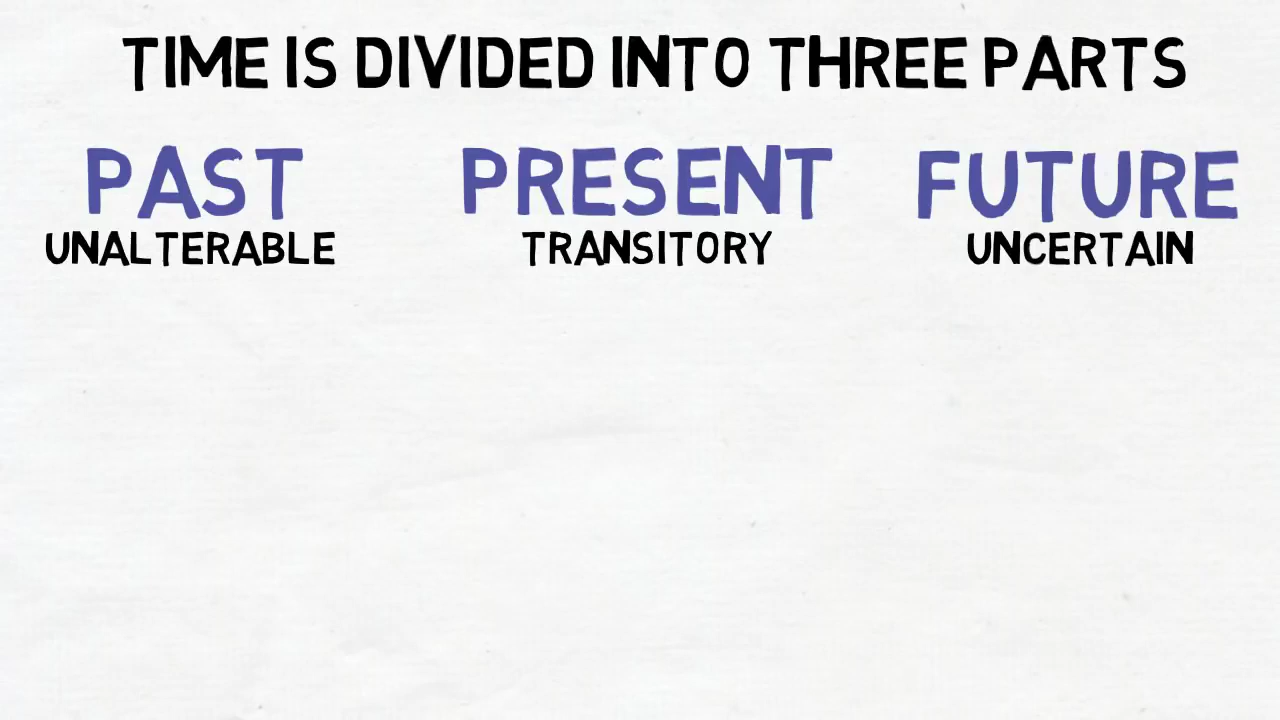 TIME IS DIVIDED INTO THREE PARTS
PAST PRESENT FUTURE
UNALTERABLE TRANSITORY UNCERTAIN